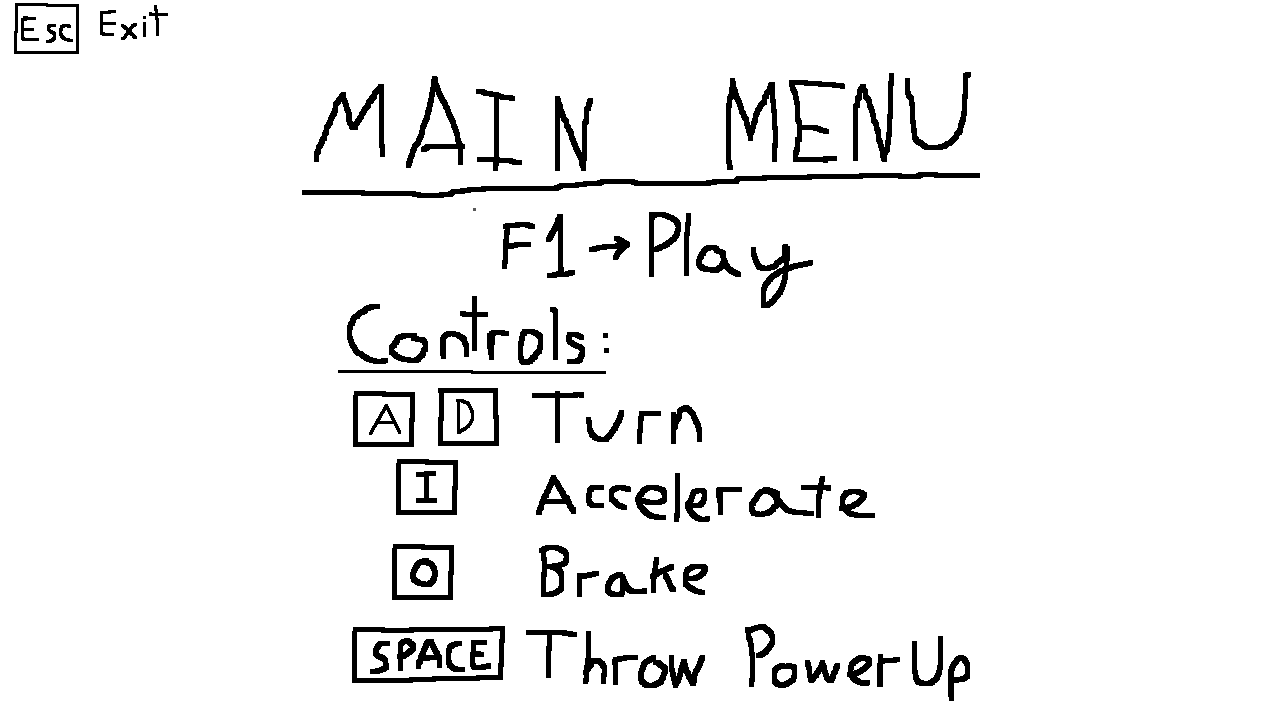 Esc Exit
MAIN MENU
F1→Play
Controls:
A D Turn
I Accelerate
O Brake
SPACE Throw PowerUp